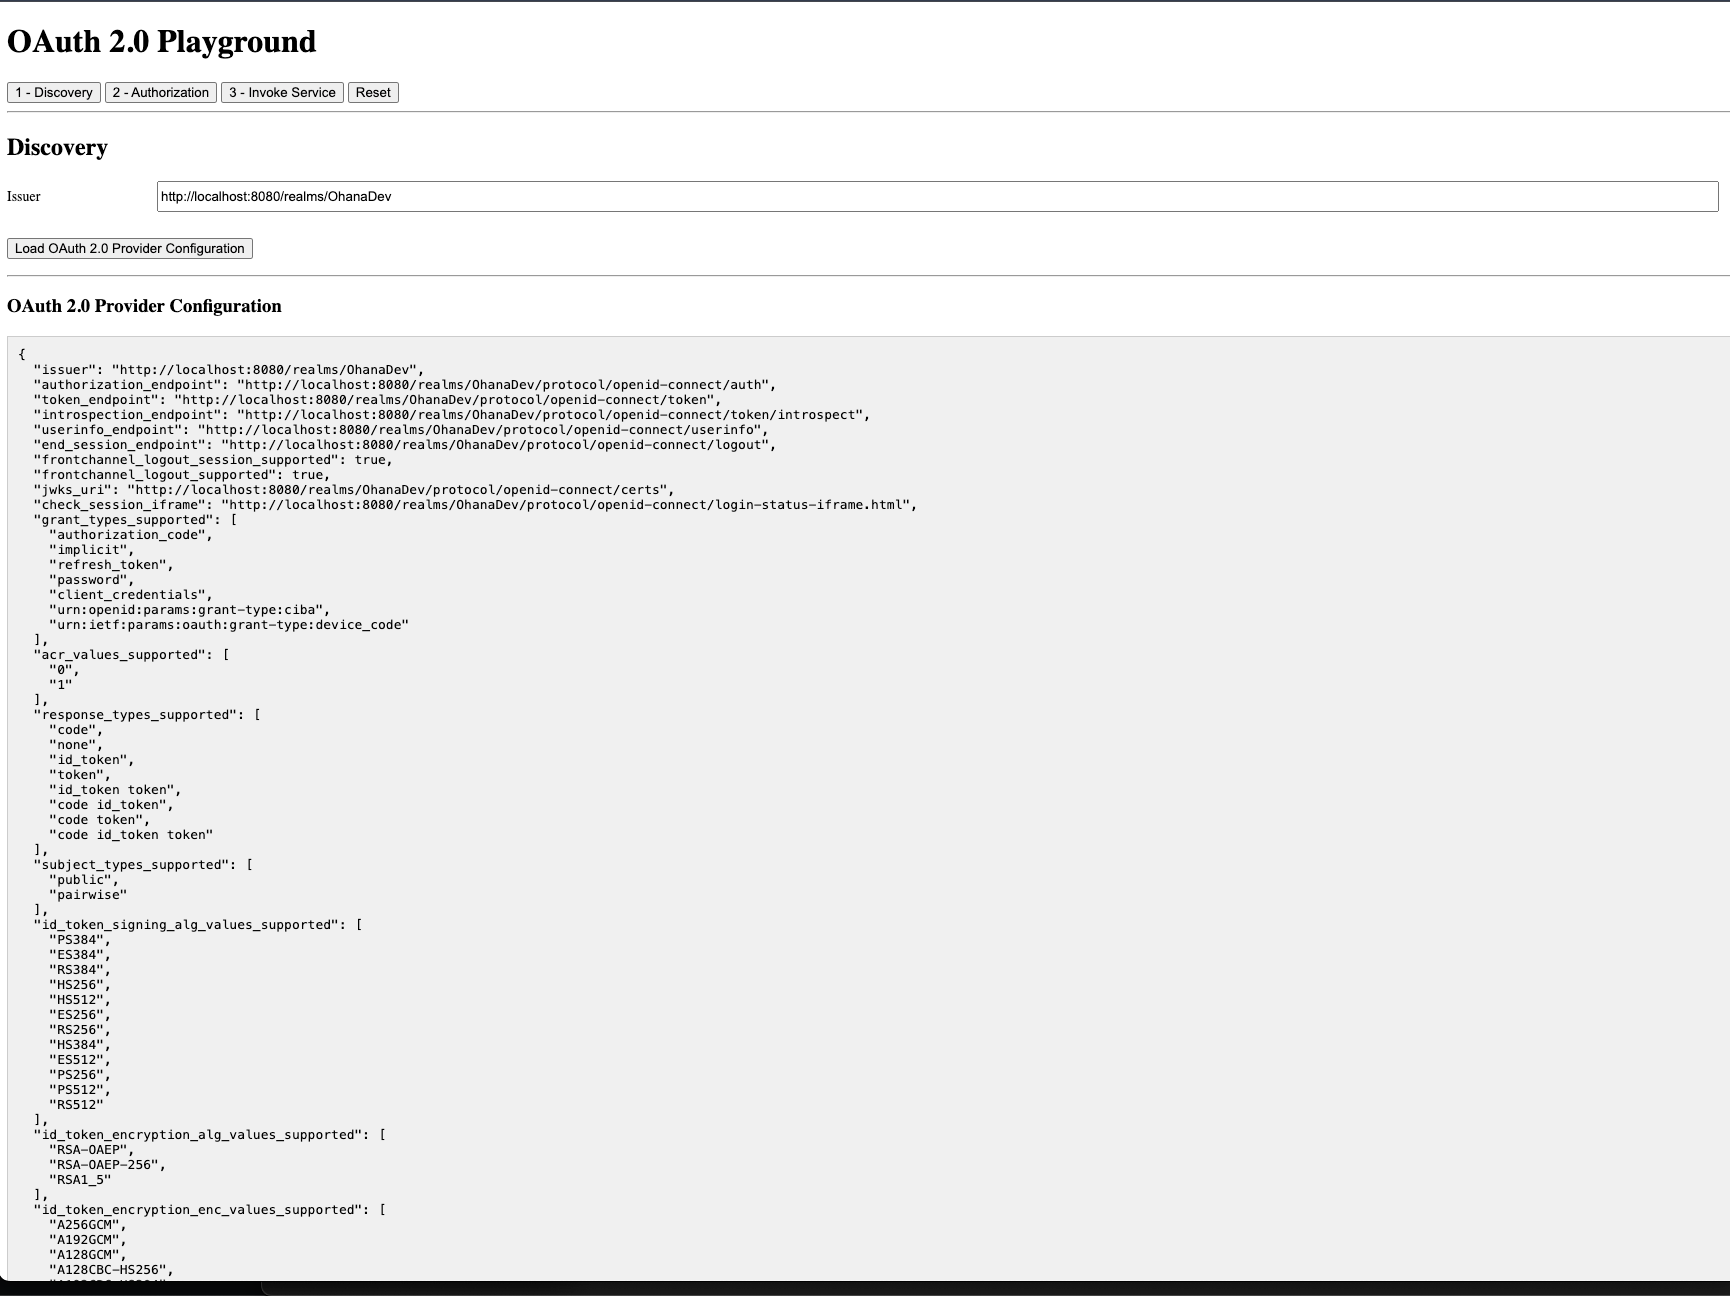 OAuth 2.0 Playground
1 - Discovery 2 - Authorization 3 - Invoke Service Reset
Discovery
Issuer http://localhost:8080/realms/OhanaDev
Load OAuth 2.0 Provider Configuration
OAuth 2.0 Provider Configuration
{
  "issuer": "http://localhost:8080/realms/OhanaDev",
  "authorization_endpoint": "http://localhost:8080/realms/OhanaDev/protocol/openid-connect/auth",
  "token_endpoint": "http://localhost:8080/realms/OhanaDev/protocol/openid-connect/token",
  "introspection_endpoint": "http://localhost:8080/realms/OhanaDev/protocol/openid-connect/token/introspect",
  "userinfo_endpoint": "http://localhost:8080/realms/OhanaDev/protocol/openid-connect/userinfo",
  "end_session_endpoint": "http://localhost:8080/realms/OhanaDev/protocol/openid-connect/logout",
  "frontchannel_logout_session_supported": true,
  "frontchannel_logout_supported": true,
  "jwks_uri": "http://localhost:8080/realms/OhanaDev/protocol/openid-connect/certs",
  "check_session_iframe": "http://localhost:8080/realms/OhanaDev/protocol/openid-connect/login-status-iframe.html",
  "grant_types_supported": [
    "authorization_code",
    "implicit",
    "refresh_token",
    "password",
    "client_credentials",
    "urn:openid:params:grant-type:ciba",
    "urn:ietf:params:oauth:grant-type:device_code"
  ],
  "acr_values_supported": [
    "0",
    "1"
  ],
  "response_types_supported": [
    "code",
    "none",
    "id_token",
    "token",
    "id_token token",
    "code id_token",
    "code token",
    "code id_token token"
  ],
  "subject_types_supported": [
    "public",
    "pairwise"
  ],
  "id_token_signing_alg_values_supported": [
    "PS384",
    "ES384",
    "RS384",
    "HS256",
    "HS512",
    "ES256",
    "RS256",
    "HS384",
    "ES512",
    "PS256",
    "PS512",
    "RS512"
  ],
  "id_token_encryption_alg_values_supported": [
    "RSA-OAEP",
    "RSA-OAEP-256",
    "RSA1_5"
  ],
  "id_token_encryption_enc_values_supported": [
    "A256GCM",
    "A192GCM",
    "A128GCM",
    "A128CBC-HS256",